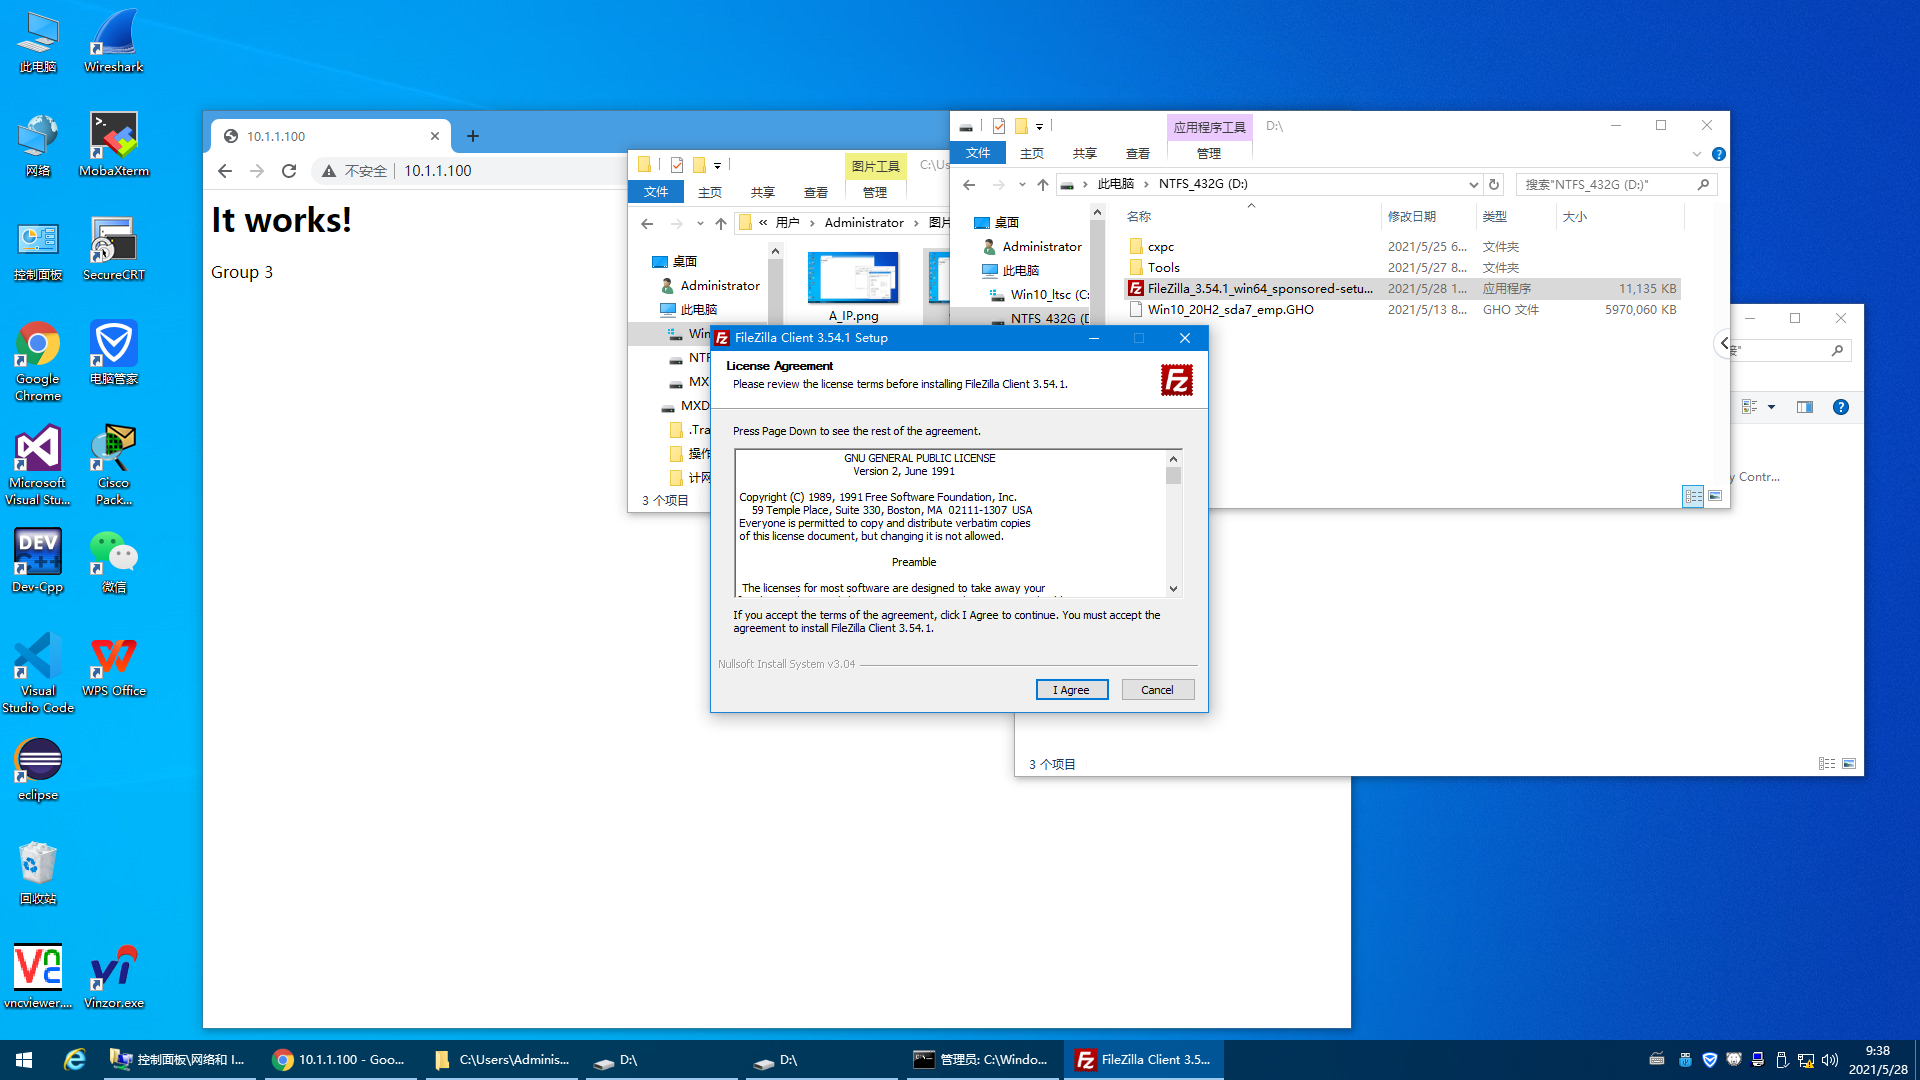 此电脑
Wireshark
网络
MobaXterm
控制面板
SecureCRT
Google
Chrome
电脑管家
Microsoft
Visual Stu...
Cisco
Pack...
Dev-Cpp
微信
Visual
Studio Code
WPS Office
eclipse
回收站
vncviewer....
Vinzor.exe
10.1.1.100
不安全
10.1.1.100
It works!
Group 3
图片工具
C:\Us
文件
主页
共享
查看
管理
« 用户 › Administrator › 图片
桌面
Administrator
此电脑
Win
NTF
MX
MXD
.Tra
操作
计网
A_IP.png
3 个项目
应用程序工具
D:\
文件
主页
共享
查看
管理
此电脑 › NTFS_432G (D:)
搜索"NTFS_432G (D:)"
桌面
Administrator
此电脑
Win10_ltsc (C:
NTFS_432G (D
名称
修改日期
类型
大小
cxpc 2021/5/25 6... 文件夹
Tools 2021/5/27 8... 文件夹
FileZilla_3.54.1_win64_sponsored-setu... 2021/5/28 1... 应用程序 11,135 KB
Win10_20H2_sda7_emp.GHO 2021/5/13 8... GHO 文件 5970,060 KB
y Contr...
3 个项目
FileZilla Client 3.54.1 Setup
License Agreement
Please review the license terms before installing FileZilla Client 3.54.1.
Press Page Down to see the rest of the agreement.
GNU GENERAL PUBLIC LICENSE
Version 2, June 1991
Copyright (C) 1989, 1991 Free Software Foundation, Inc.
59 Temple Place, Suite 330, Boston, MA  02111-1307  USA
Everyone is permitted to copy and distribute verbatim copies
of this license document, but changing it is not allowed.
Preamble
The licenses for most software are designed to take away your
If you accept the terms of the agreement, click I Agree to continue. You must accept the
agreement to install FileZilla Client 3.54.1.
Nullsoft Install System v3.04
I Agree
Cancel
控制面板\网络和 I...
10.1.1.100 - Goo...
C:\Users\Adminis...
D:\
D:\
管理员: C:\Windo...
FileZilla Client 3.5...
9:38
2021/5/28